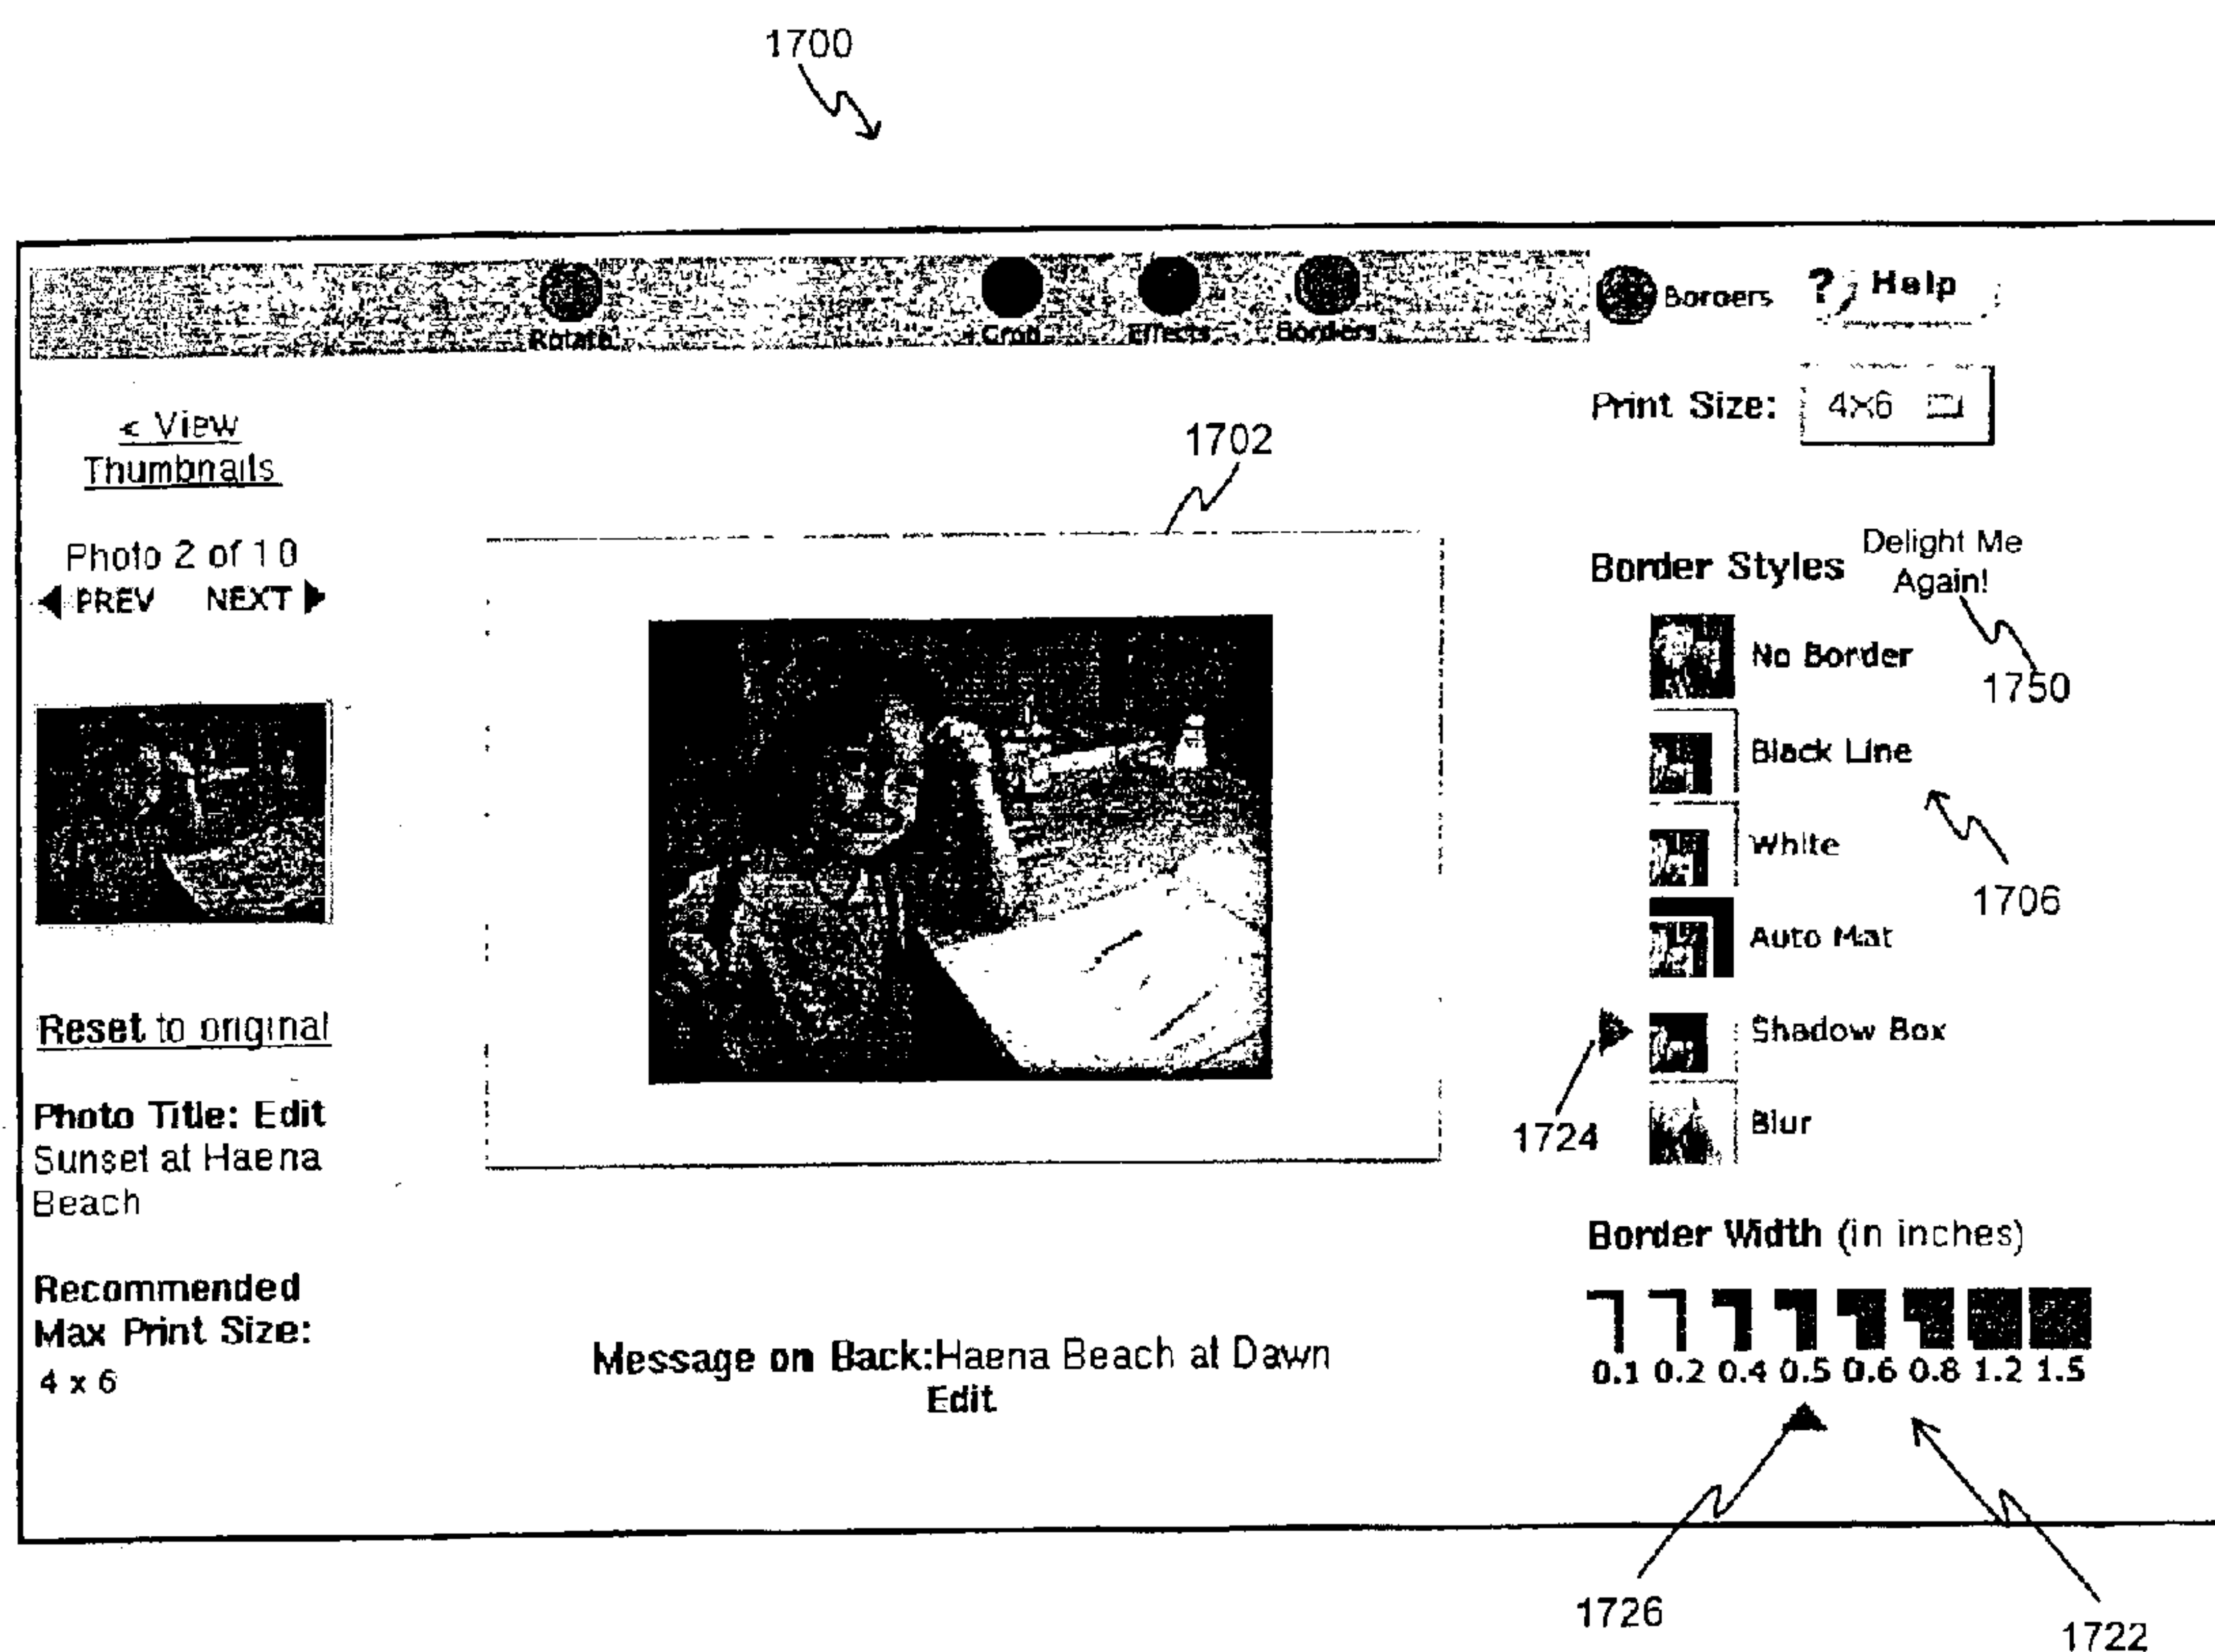 1700
Rotate
Crop
Effects
Borders
Borders
? Help
Print Size: 4×6
< View
Thumbnails
1702
Photo 2 of 10
PREV NEXT
Border Styles
Delight Me
Again!
No Border
1750
Black Line
White
1706
Auto Mat
Reset to original
Shadow Box
Photo Title: Edit
Sunset at Haena
Beach
1724
Blur
Border Width (in inches)
Recommended
Max Print Size:
4 x 6
Message on Back:Haena Beach at Dawn
Edit
0.1 0.2 0.4 0.5 0.6 0.8 1.2 1.5
1726
1722